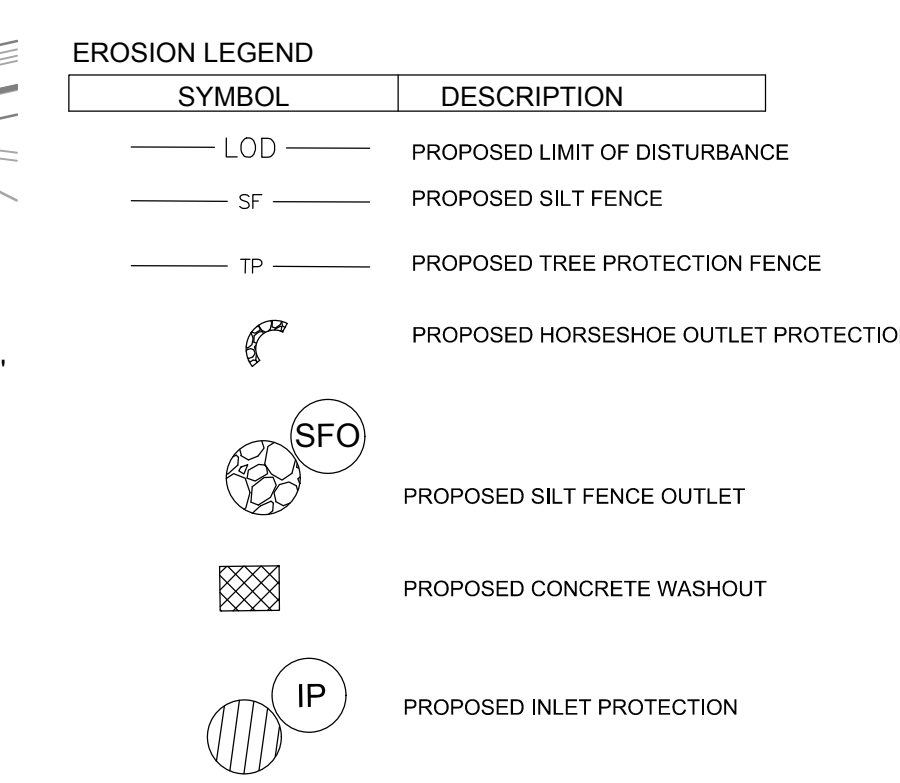 EROSION LEGEND
SYMBOL DESCRIPTION
LOD PROPOSED LIMIT OF DISTURBANCE
SF PROPOSED SILT FENCE
TP PROPOSED TREE PROTECTION FENCE
PROPOSED HORSESHOE OUTLET PROTECTIO
SFO
PROPOSED SILT FENCE OUTLET
PROPOSED CONCRETE WASHOUT
IP
PROPOSED INLET PROTECTION